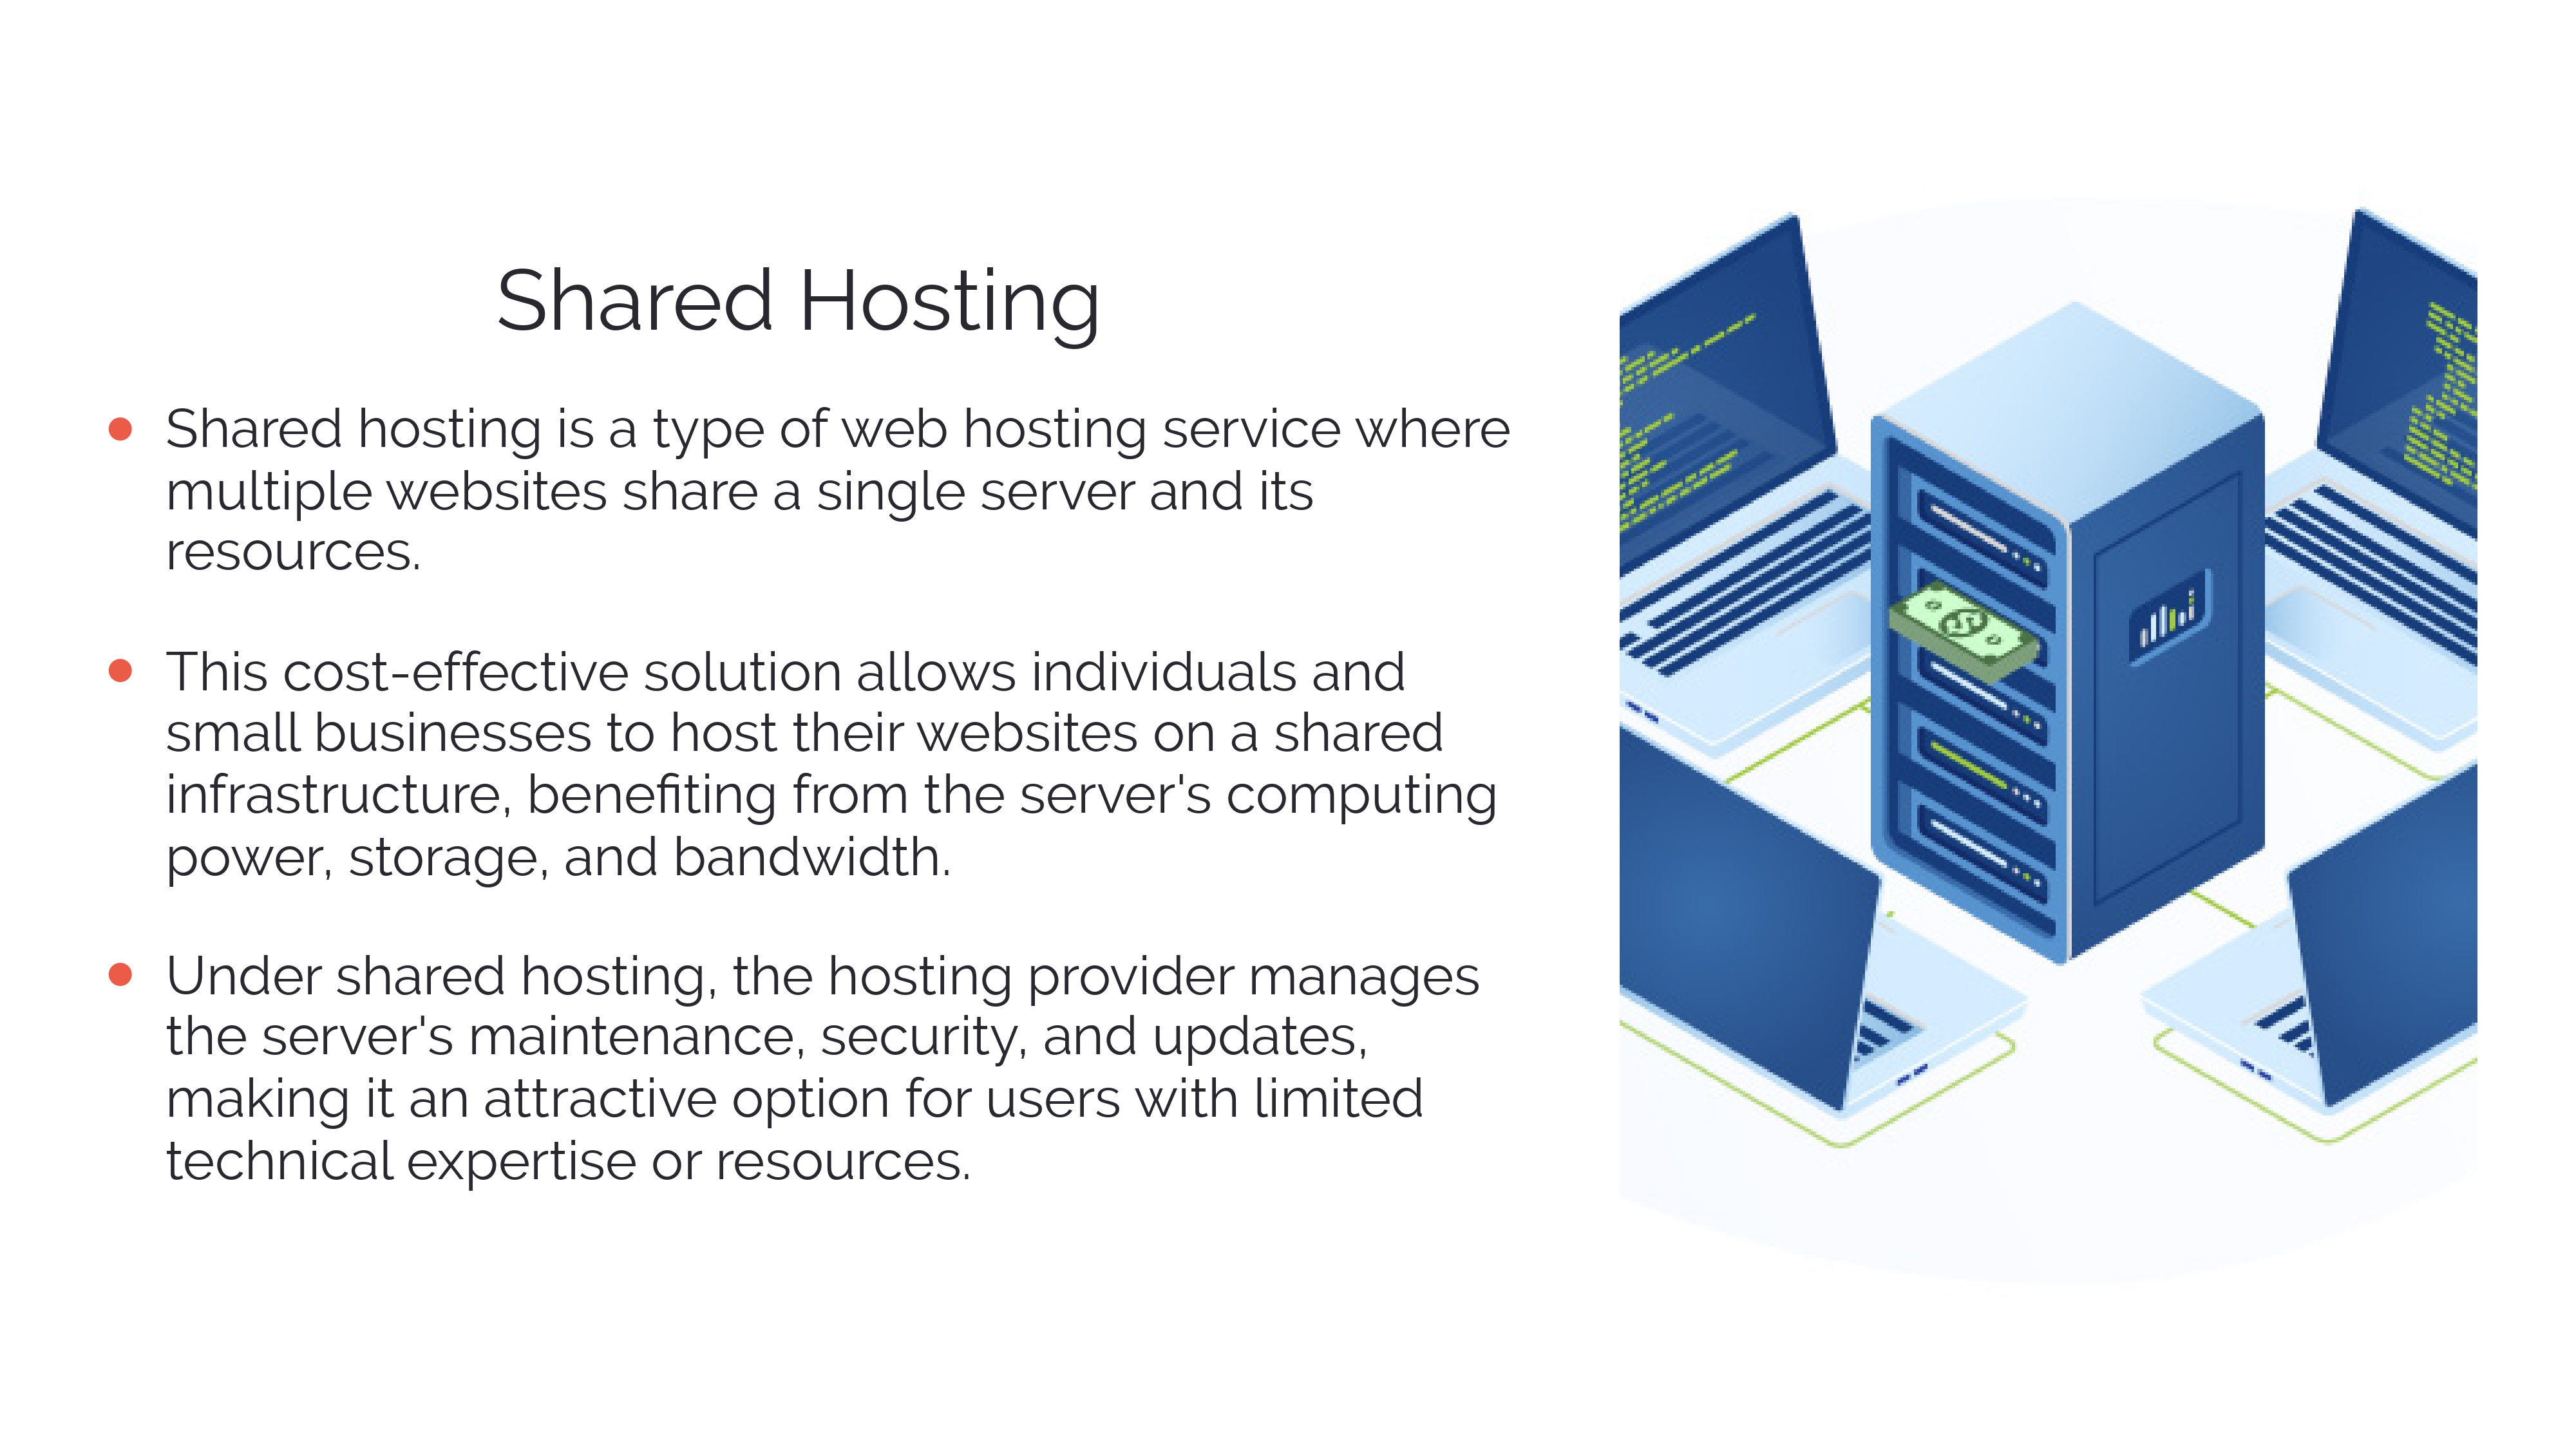 Shared Hosting
Shared hosting is a type of web hosting service where
multiple websites share a single server and its
resources.
This cost-effective solution allows individuals and
small businesses to host their websites on a shared
infrastructure, benefiting from the server's computing
power, storage, and bandwidth.
Under shared hosting, the hosting provider manages
the server's maintenance, security, and updates,
making it an attractive option for users with limited
technical expertise or resources.